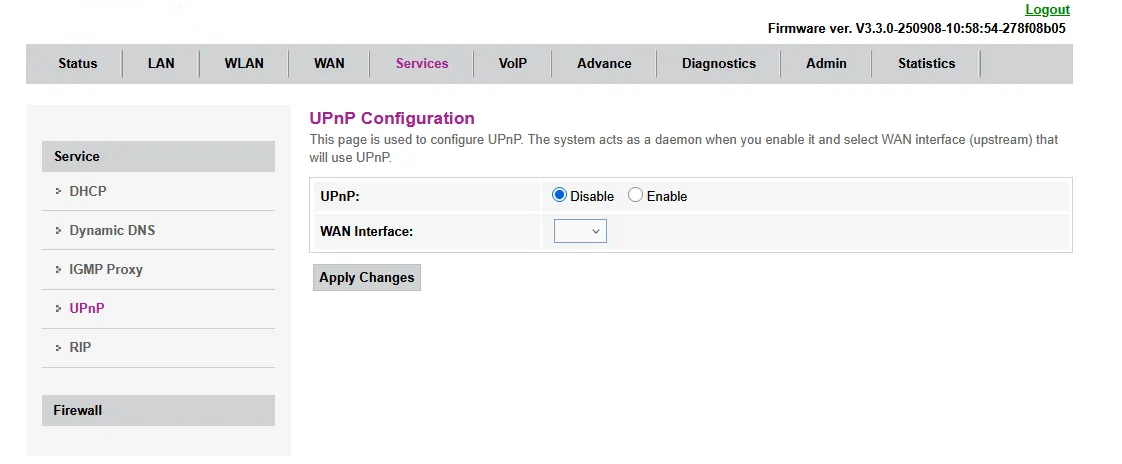 Logout
Firmware ver. V3.3.0-250908-10:58:54-278f08b05
Status LAN WLAN WAN Services VoIP Advance Diagnostics Admin Statistics
Service
DHCP
Dynamic DNS
IGMP Proxy
UPnP
RIP
Firewall
UPnP Configuration
This page is used to configure UPnP. The system acts as a daemon when you enable it and select WAN interface (upstream) that
will use UPnP.
UPnP: Disable Enable
WAN Interface:
Apply Changes